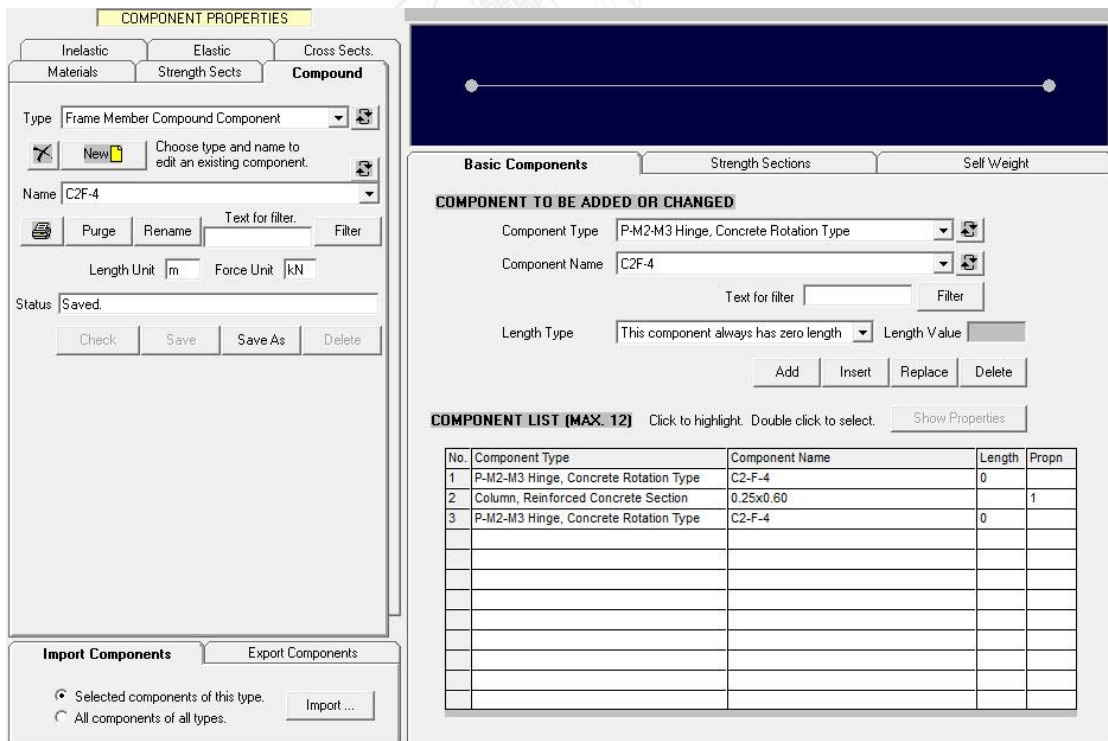 COMPONENT PROPERTIES
Inelastic Elastic Cross Sects.
Materials Strength Sects Compound
Type Frame Member Compound Component
New Choose type and name to
edit an existing component.
Name C2F-4
Text for filter.
Purge Rename Filter
Length Unit m Force Unit kN
Status Saved.
Check Save Save As Delete
Import Components Export Components
Selected components of this type.
All components of all types.
Import ...
Basic Components Strength Sections Self Weight
COMPONENT TO BE ADDED OR CHANGED
Component Type P-M2-M3 Hinge, Concrete Rotation Type
Component Name C2F-4
Text for filter Filter
Length Type This component always has zero length Length Value
Add Insert Replace Delete
COMPONENT LIST (MAX. 12) Click to highlight. Double click to select. Show Properties
No. Component Type Component Name Length Propn
1 P-M2-M3 Hinge, Concrete Rotation Type C2-F-4 0
2 Column, Reinforced Concrete Section 0.25x0.60 1
3 P-M2-M3 Hinge, Concrete Rotation Type C2-F-4 0